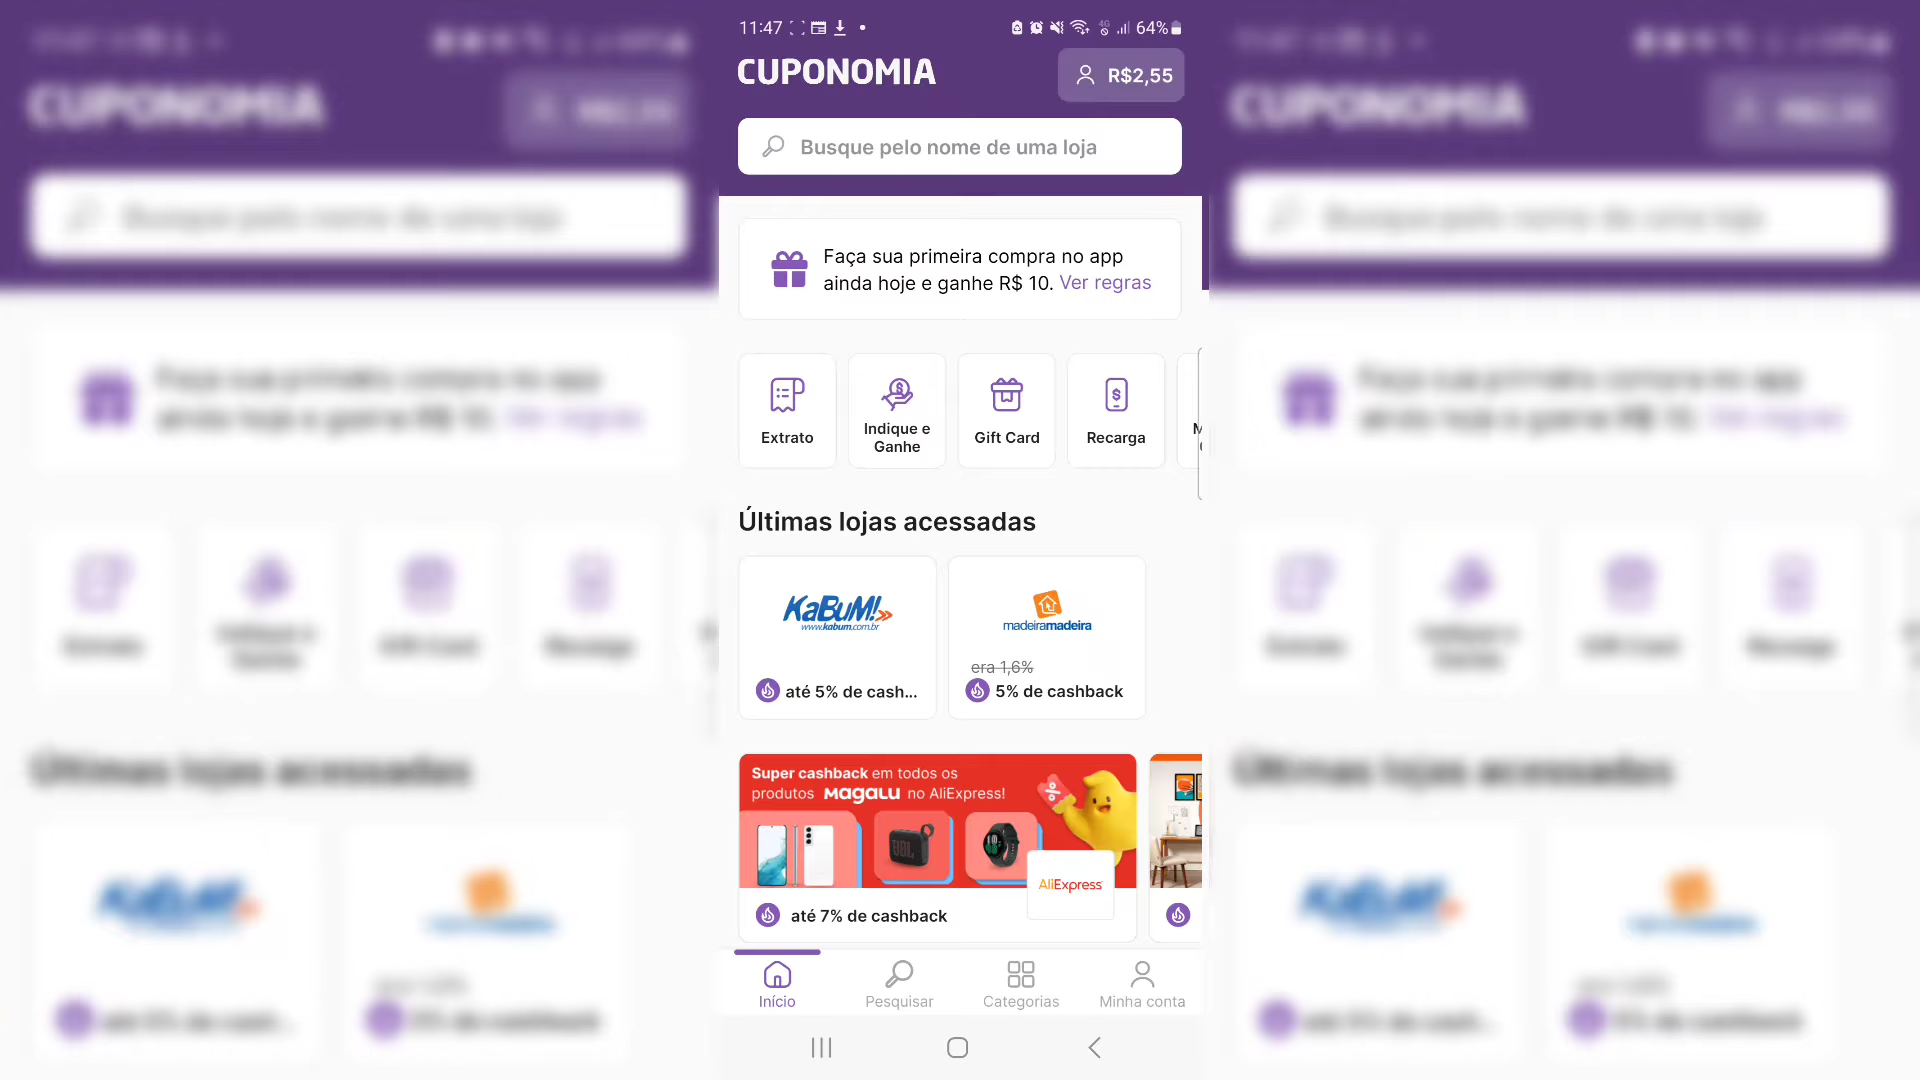 11:47
4G
64%
CUPONOMIA
R$2,55
Busque pelo nome de uma loja
Faça sua primeira compra no app
ainda hoje e ganhe R$ 10. Ver regras
Extrato
Indique e
Ganhe
Gift Card
Recarga
Últimas lojas acessadas
KaBuM!
www.kabum.com.br
madeiramadeira
era 1,6%
até 5% de cash...
5% de cashback
Super cashback em todos os
produtos MAGALU no AliExpress!
%
JBL
AliExpress
até 7% de cashback
Início
Pesquisar
Categorias
Minha conta